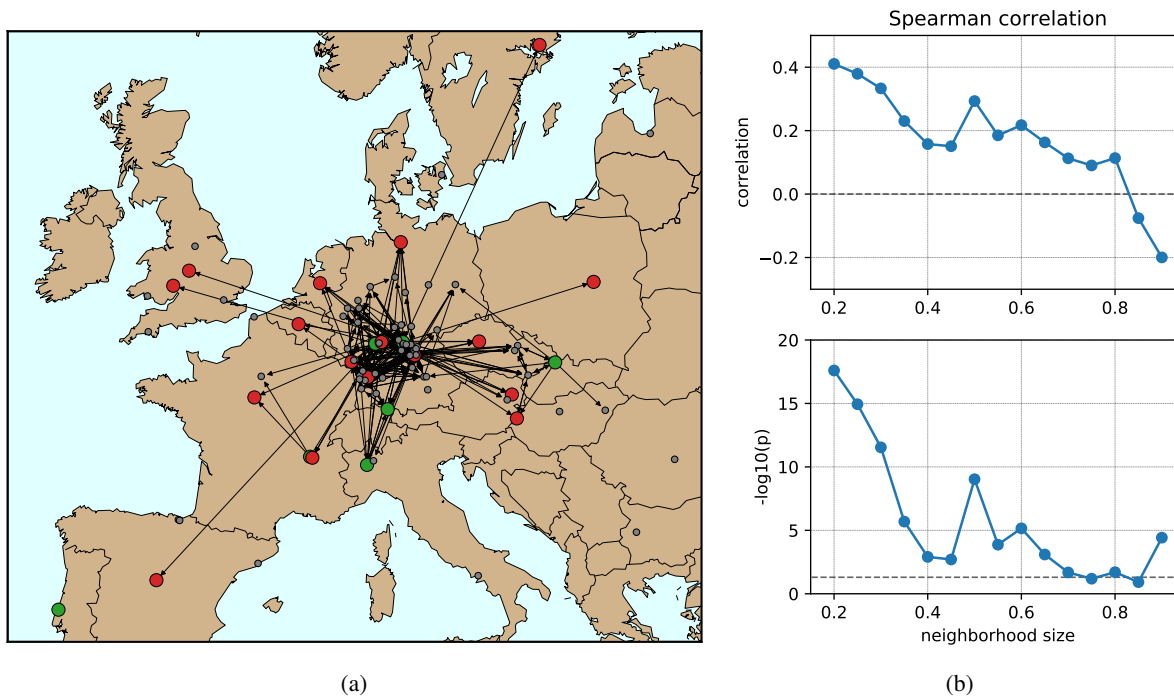 Spearman correlation
0.4
0.2
0.0
−0.2
correlation
0.2 0.4 0.6 0.8
20
15
10
5
0
-log10(p)
0.2 0.4 0.6 0.8
neighborhood size
(a)
(b)